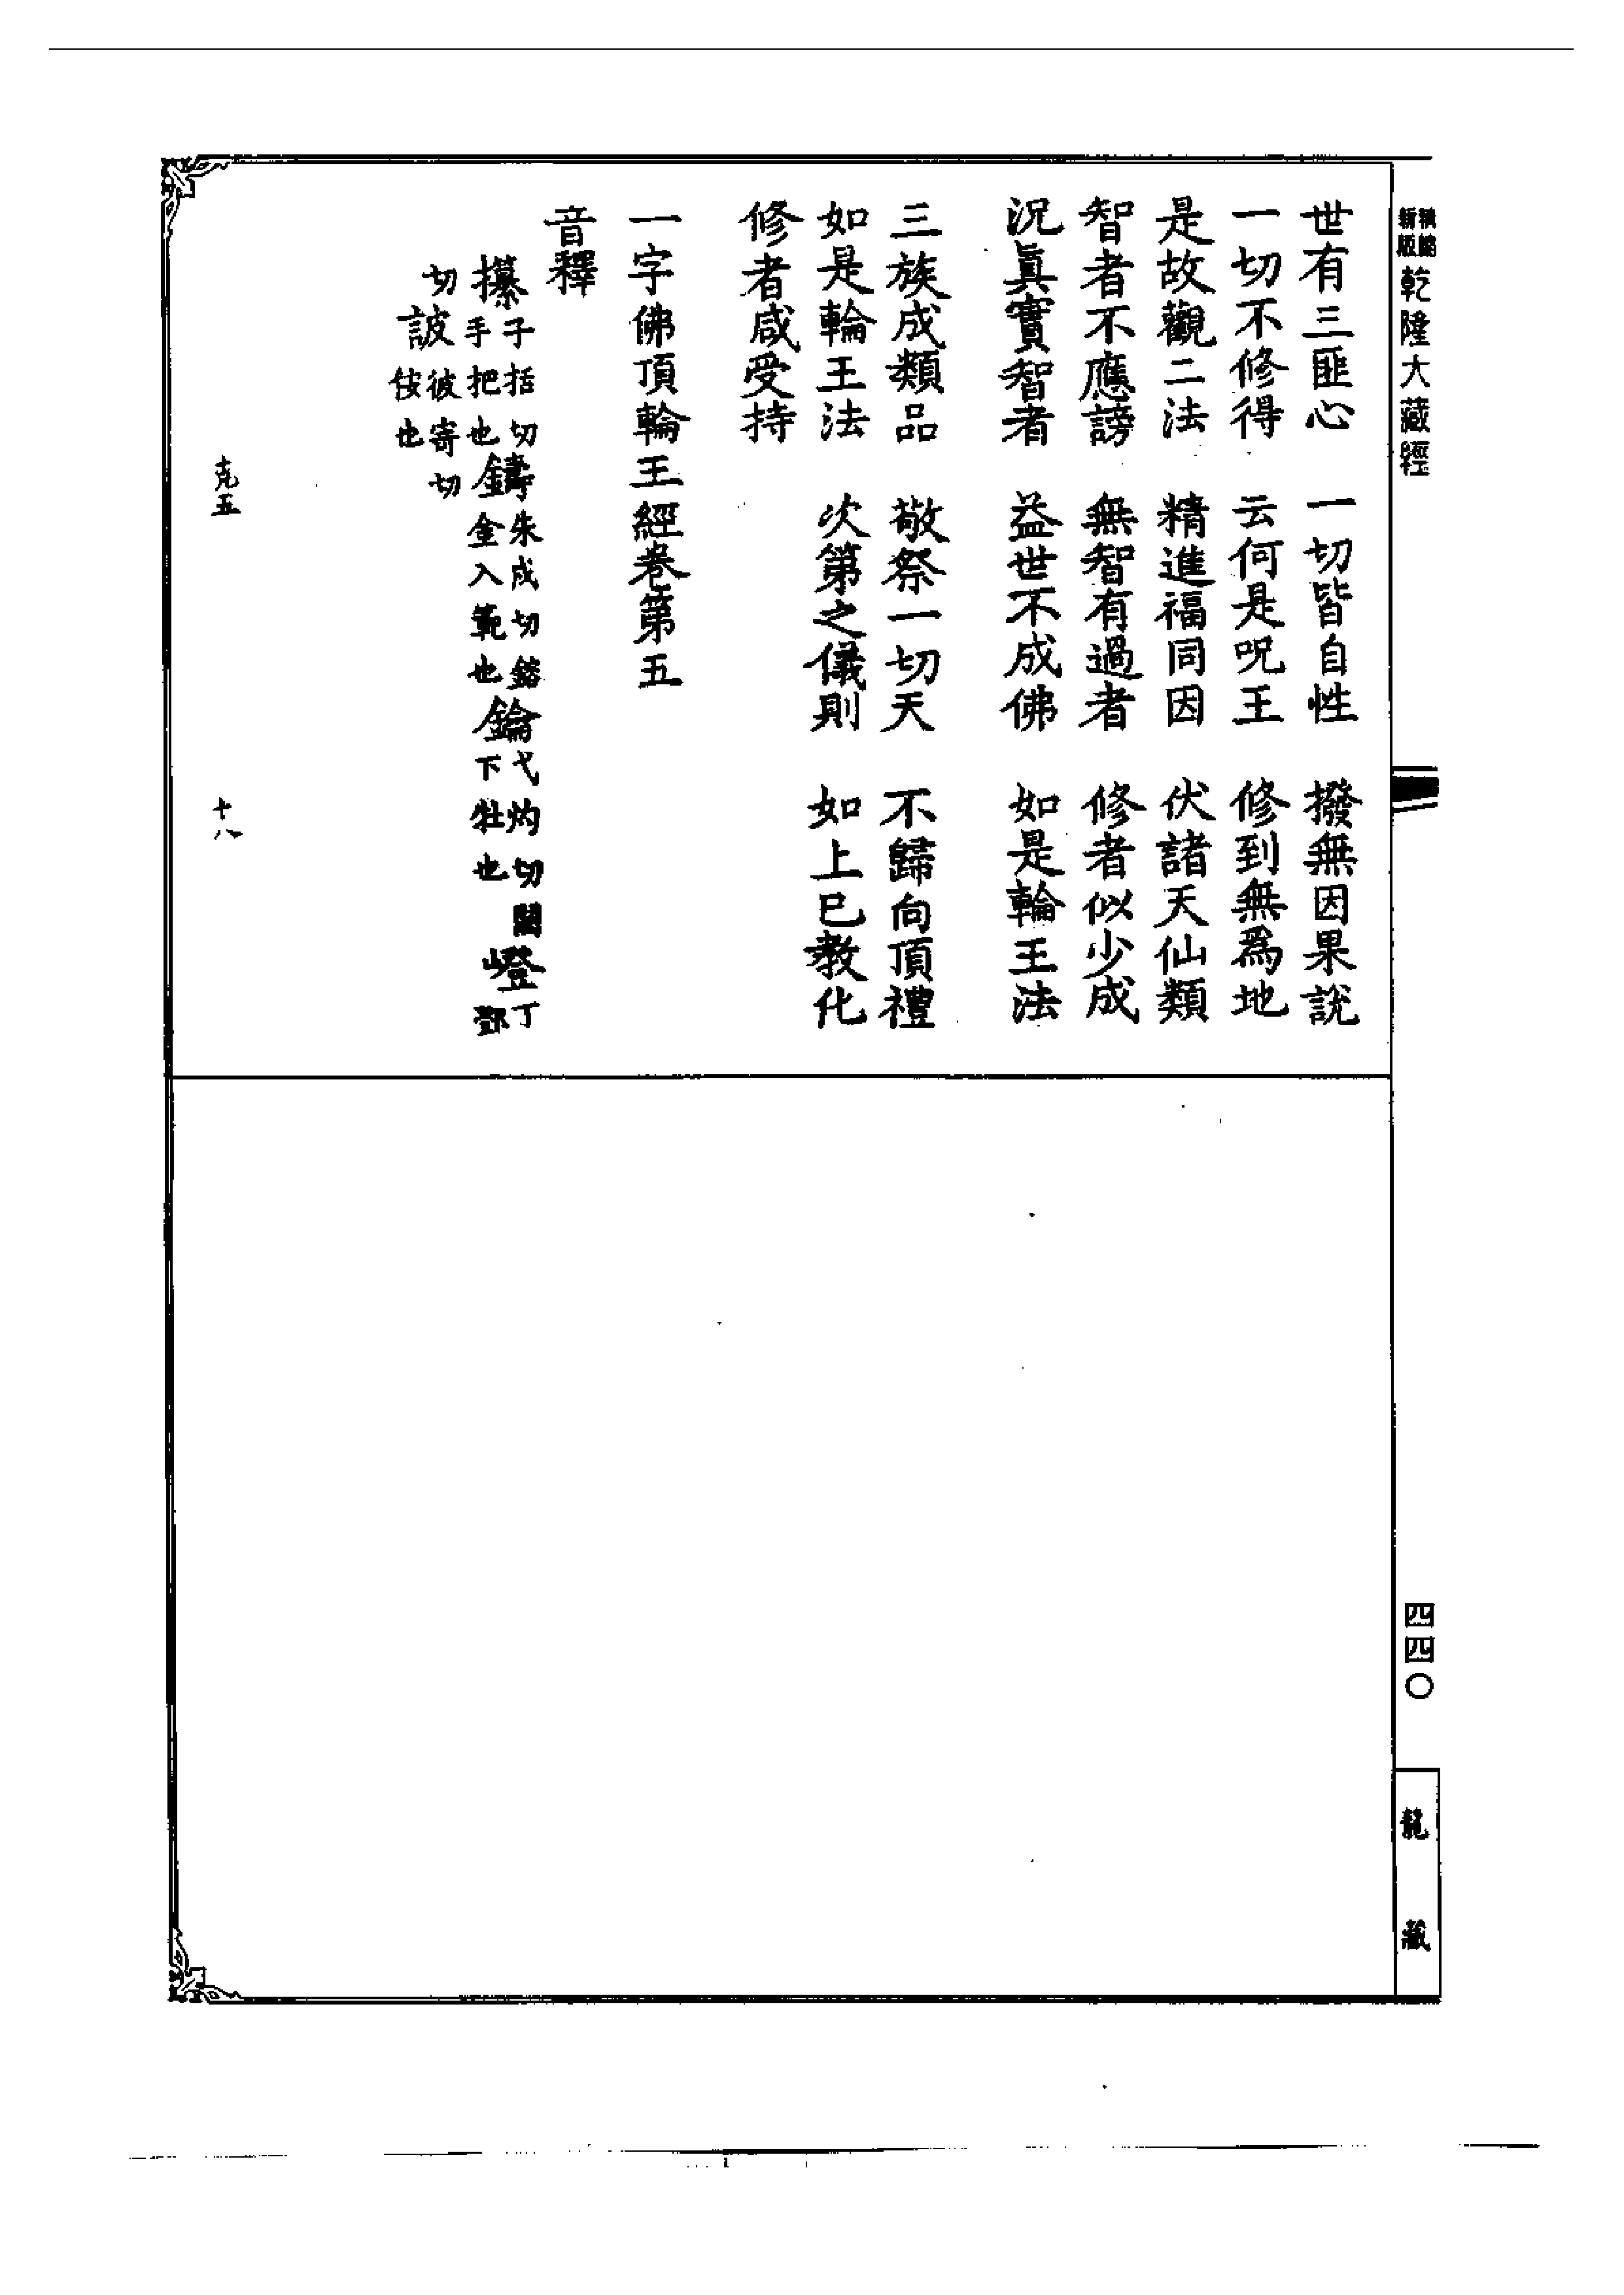 新版 精縮 乾隆大藏經
世有三匪心 一切皆自性 撥無因果說
一切不修得 云何是呪王 修到無為地
是故觀二法 精進福同因 伏諸天仙類
智者不應謗 無智有過者 修者似少成
況眞實智者 益世不成佛 如是輪王法
三族成類品 敬祭一切天 不歸向頂禮
如是輪王法 次第之儀則 如上已教化
修者咸受持
一字佛頂輪王經卷第五
音釋
攥子括切手把也 鑄朱戍切鎔金入範也 鑰弋灼切關下牡也 嶝丁鄧
切 詖彼寄切佞也
克五
十八
四四〇
龍藏